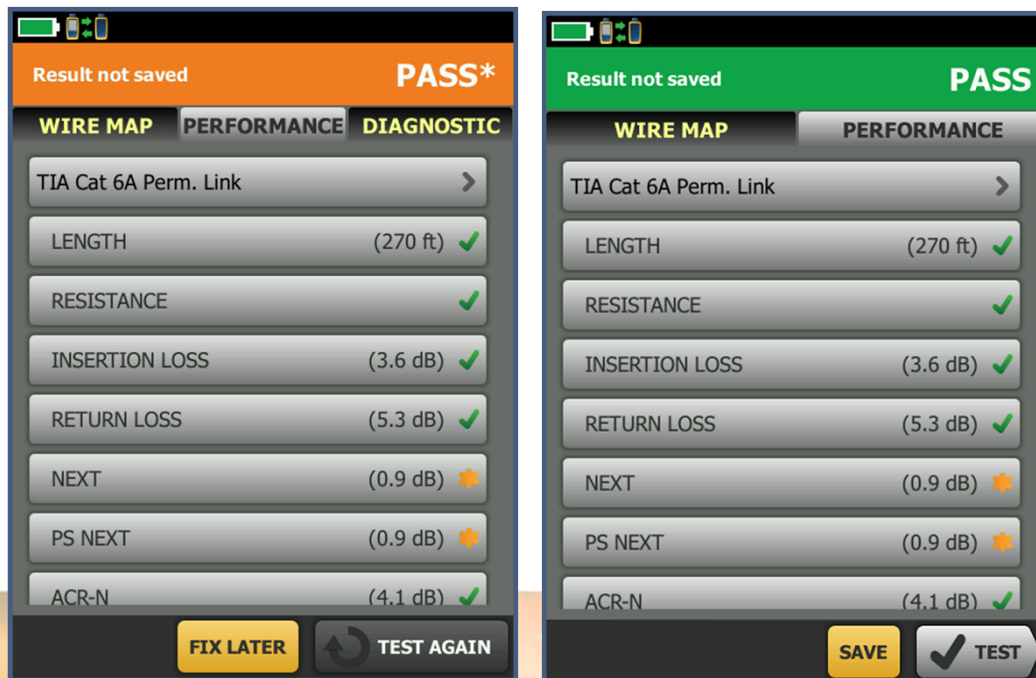 Result not saved PASS*
WIRE MAP PERFORMANCE DIAGNOSTIC
TIA Cat 6A Perm. Link
LENGTH (270 ft)
RESISTANCE
INSERTION LOSS (3.6 dB)
RETURN LOSS (5.3 dB)
NEXT (0.9 dB)
PS NEXT (0.9 dB)
ACR-N (4.1 dB)
FIX LATER TEST AGAIN
Result not saved PASS
WIRE MAP PERFORMANCE
TIA Cat 6A Perm. Link
LENGTH (270 ft)
RESISTANCE
INSERTION LOSS (3.6 dB)
RETURN LOSS (5.3 dB)
NEXT (0.9 dB)
PS NEXT (0.9 dB)
ACR-N (4.1 dB)
SAVE TEST